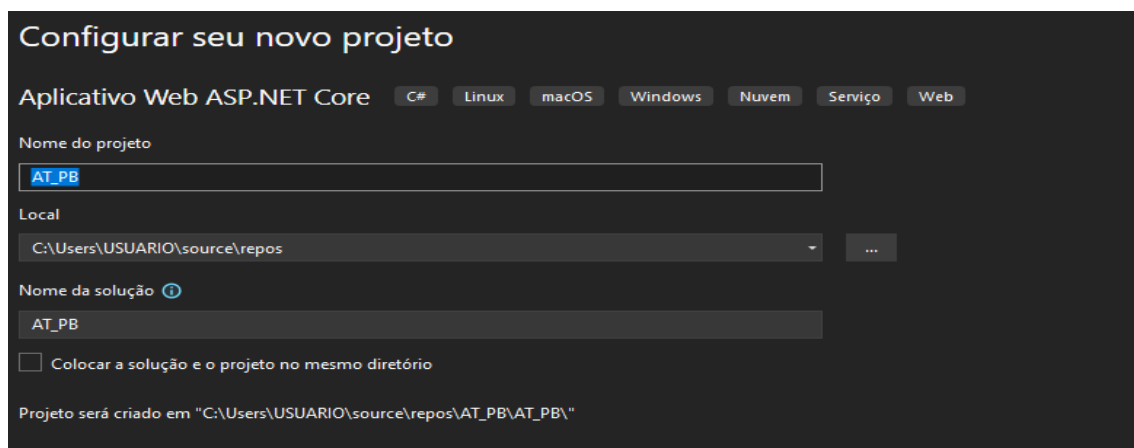 Configurar seu novo projeto
Aplicativo Web ASP.NET Core C# Linux macOS Windows Nuvem Serviço Web
Nome do projeto
AT_PB
Local
C:\Users\USUARIO\source\repos ...
Nome da solução
AT_PB
Colocar a solução e o projeto no mesmo diretório
Projeto será criado em "C:\Users\USUARIO\source\repos\AT_PB\AT_PB\"